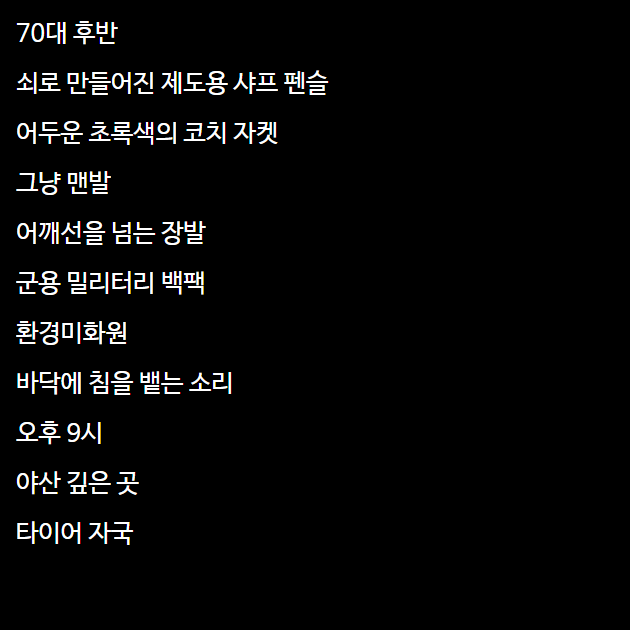 70대 후반
쇠로 만들어진 제도용 샤프 펜슬
어두운 초록색의 코치 자켓
그냥 맨발
어깨선을 넘는 장발
군용 밀리터리 백팩
환경미화원
바닥에 침을 뱉는 소리
오후 9시
야산 깊은 곳
타이어 자국